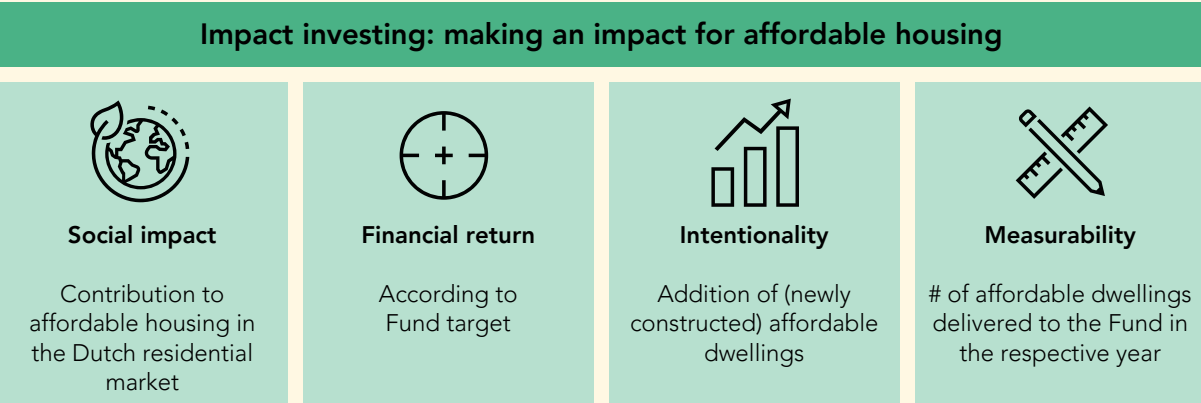 Impact investing: making an impact for affordable housing
Social impact
Contribution to
affordable housing in
the Dutch residential
market
Financial return
According to
Fund target
Intentionality
Addition of (newly
constructed) affordable
dwellings
Measurability
# of affordable dwellings
delivered to the Fund in
the respective year